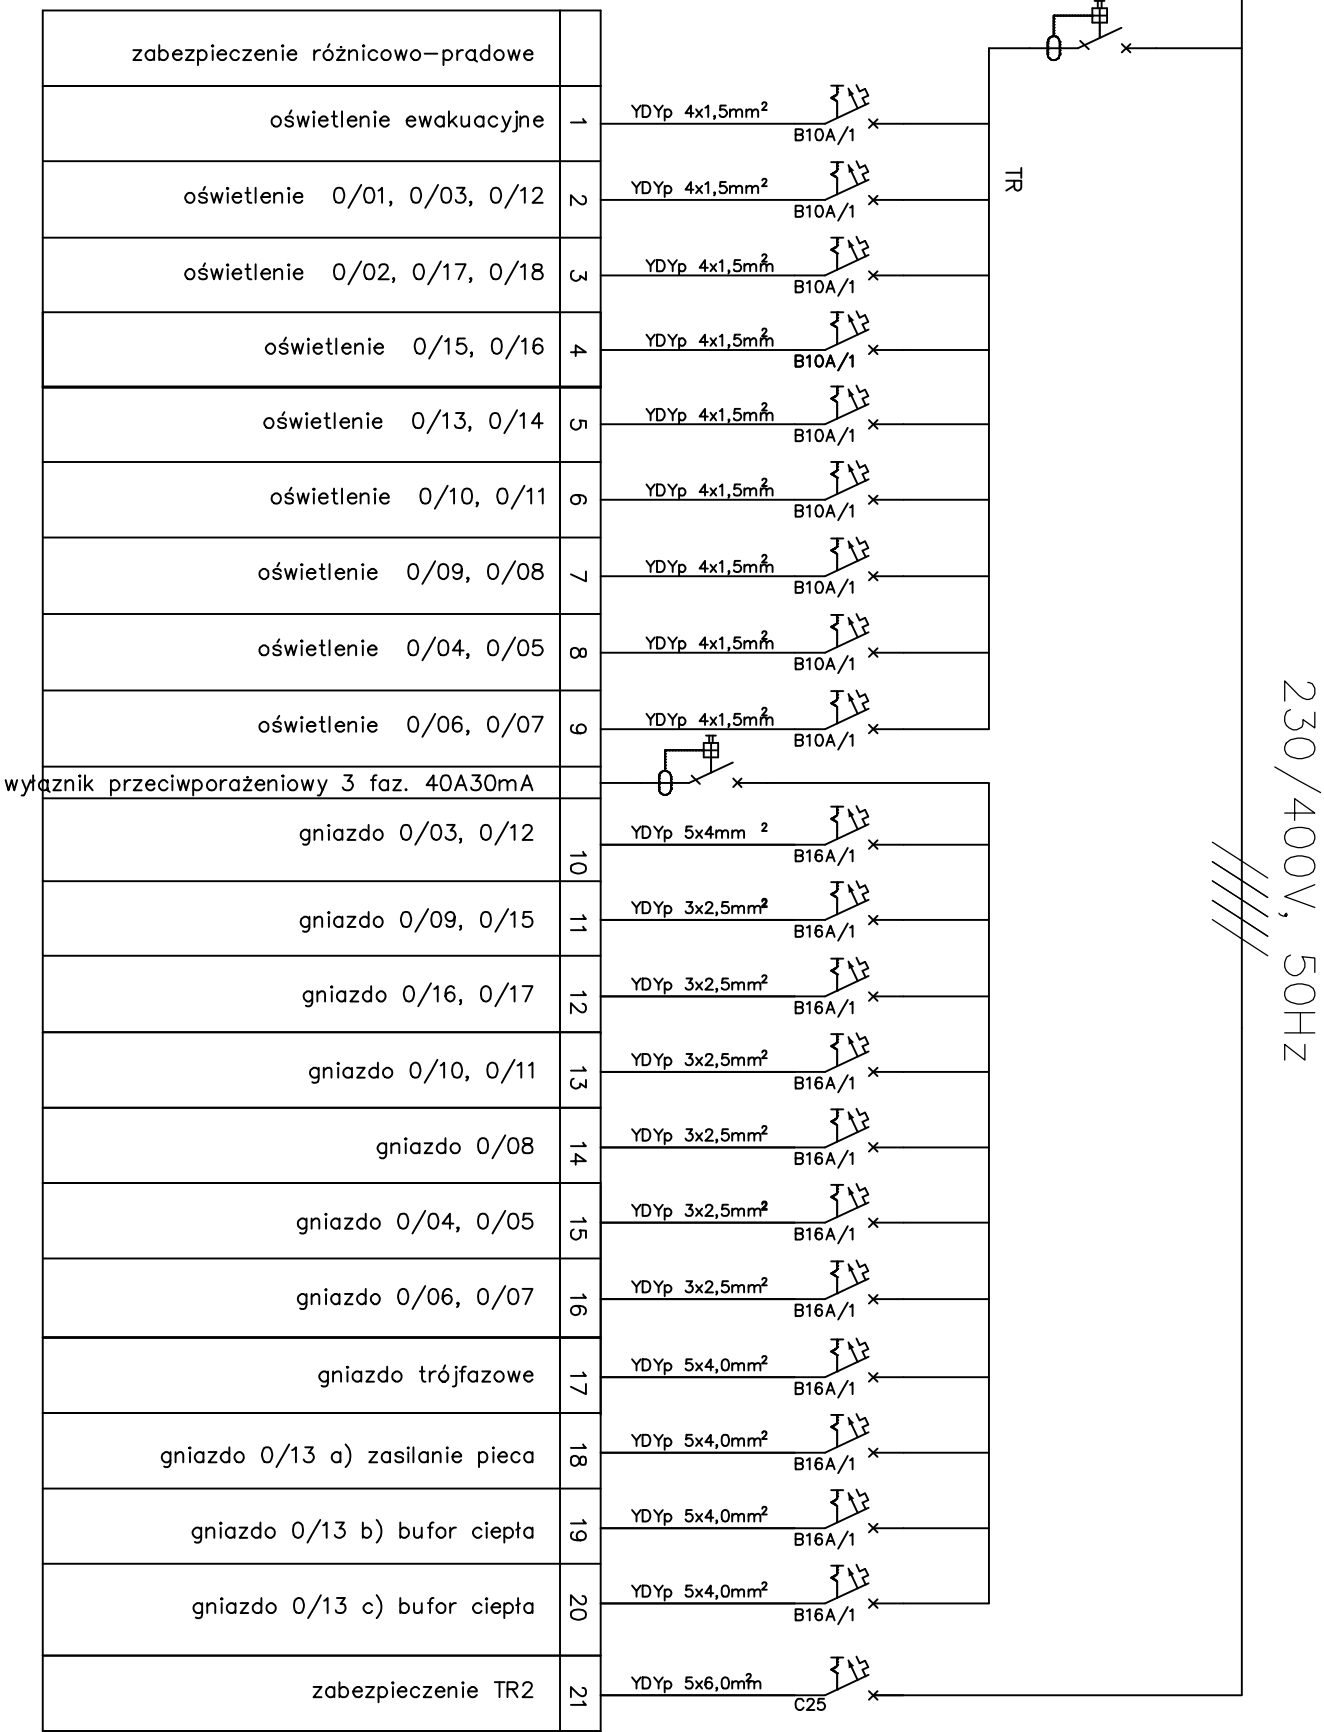 zabezpieczenie różnicowo-prądowe
oświetlenie ewakuacyjne 1 YDYp 4x1,5mm² B10A/1
TR
oświetlenie 0/01, 0/03, 0/12 2 YDYp 4x1,5mm² B10A/1
oświetlenie 0/02, 0/17, 0/18 3 YDYp 4x1,5mm² B10A/1
oświetlenie 0/15, 0/16 4 YDYp 4x1,5mm² B10A/1
oświetlenie 0/13, 0/14 5 YDYp 4x1,5mm² B10A/1
oświetlenie 0/10, 0/11 6 YDYp 4x1,5mm² B10A/1
oświetlenie 0/09, 0/08 7 YDYp 4x1,5mm² B10A/1
oświetlenie 0/04, 0/05 8 YDYp 4x1,5mm² B10A/1
oświetlenie 0/06, 0/07 9 YDYp 4x1,5mm² B10A/1
wyłąznik przeciwporażeniowy 3 faz. 40A30mA
gniazdo 0/03, 0/12 10 YDYp 5x4mm ² B16A/1
gniazdo 0/09, 0/15 11 YDYp 3x2,5mm² B16A/1
gniazdo 0/16, 0/17 12 YDYp 3x2,5mm² B16A/1
gniazdo 0/10, 0/11 13 YDYp 3x2,5mm² B16A/1
gniazdo 0/08 14 YDYp 3x2,5mm² B16A/1
gniazdo 0/04, 0/05 15 YDYp 3x2,5mm² B16A/1
gniazdo 0/06, 0/07 16 YDYp 3x2,5mm² B16A/1
gniazdo trójfazowe 17 YDYp 5x4,0mm² B16A/1
gniazdo 0/13 a) zasilanie pieca 18 YDYp 5x4,0mm² B16A/1
gniazdo 0/13 b) bufor ciepła 19 YDYp 5x4,0mm² B16A/1
gniazdo 0/13 c) bufor ciepła 20 YDYp 5x4,0mm² B16A/1
zabezpieczenie TR2 21 YDYp 5x6,0mm² C25
230/400V, 50Hz